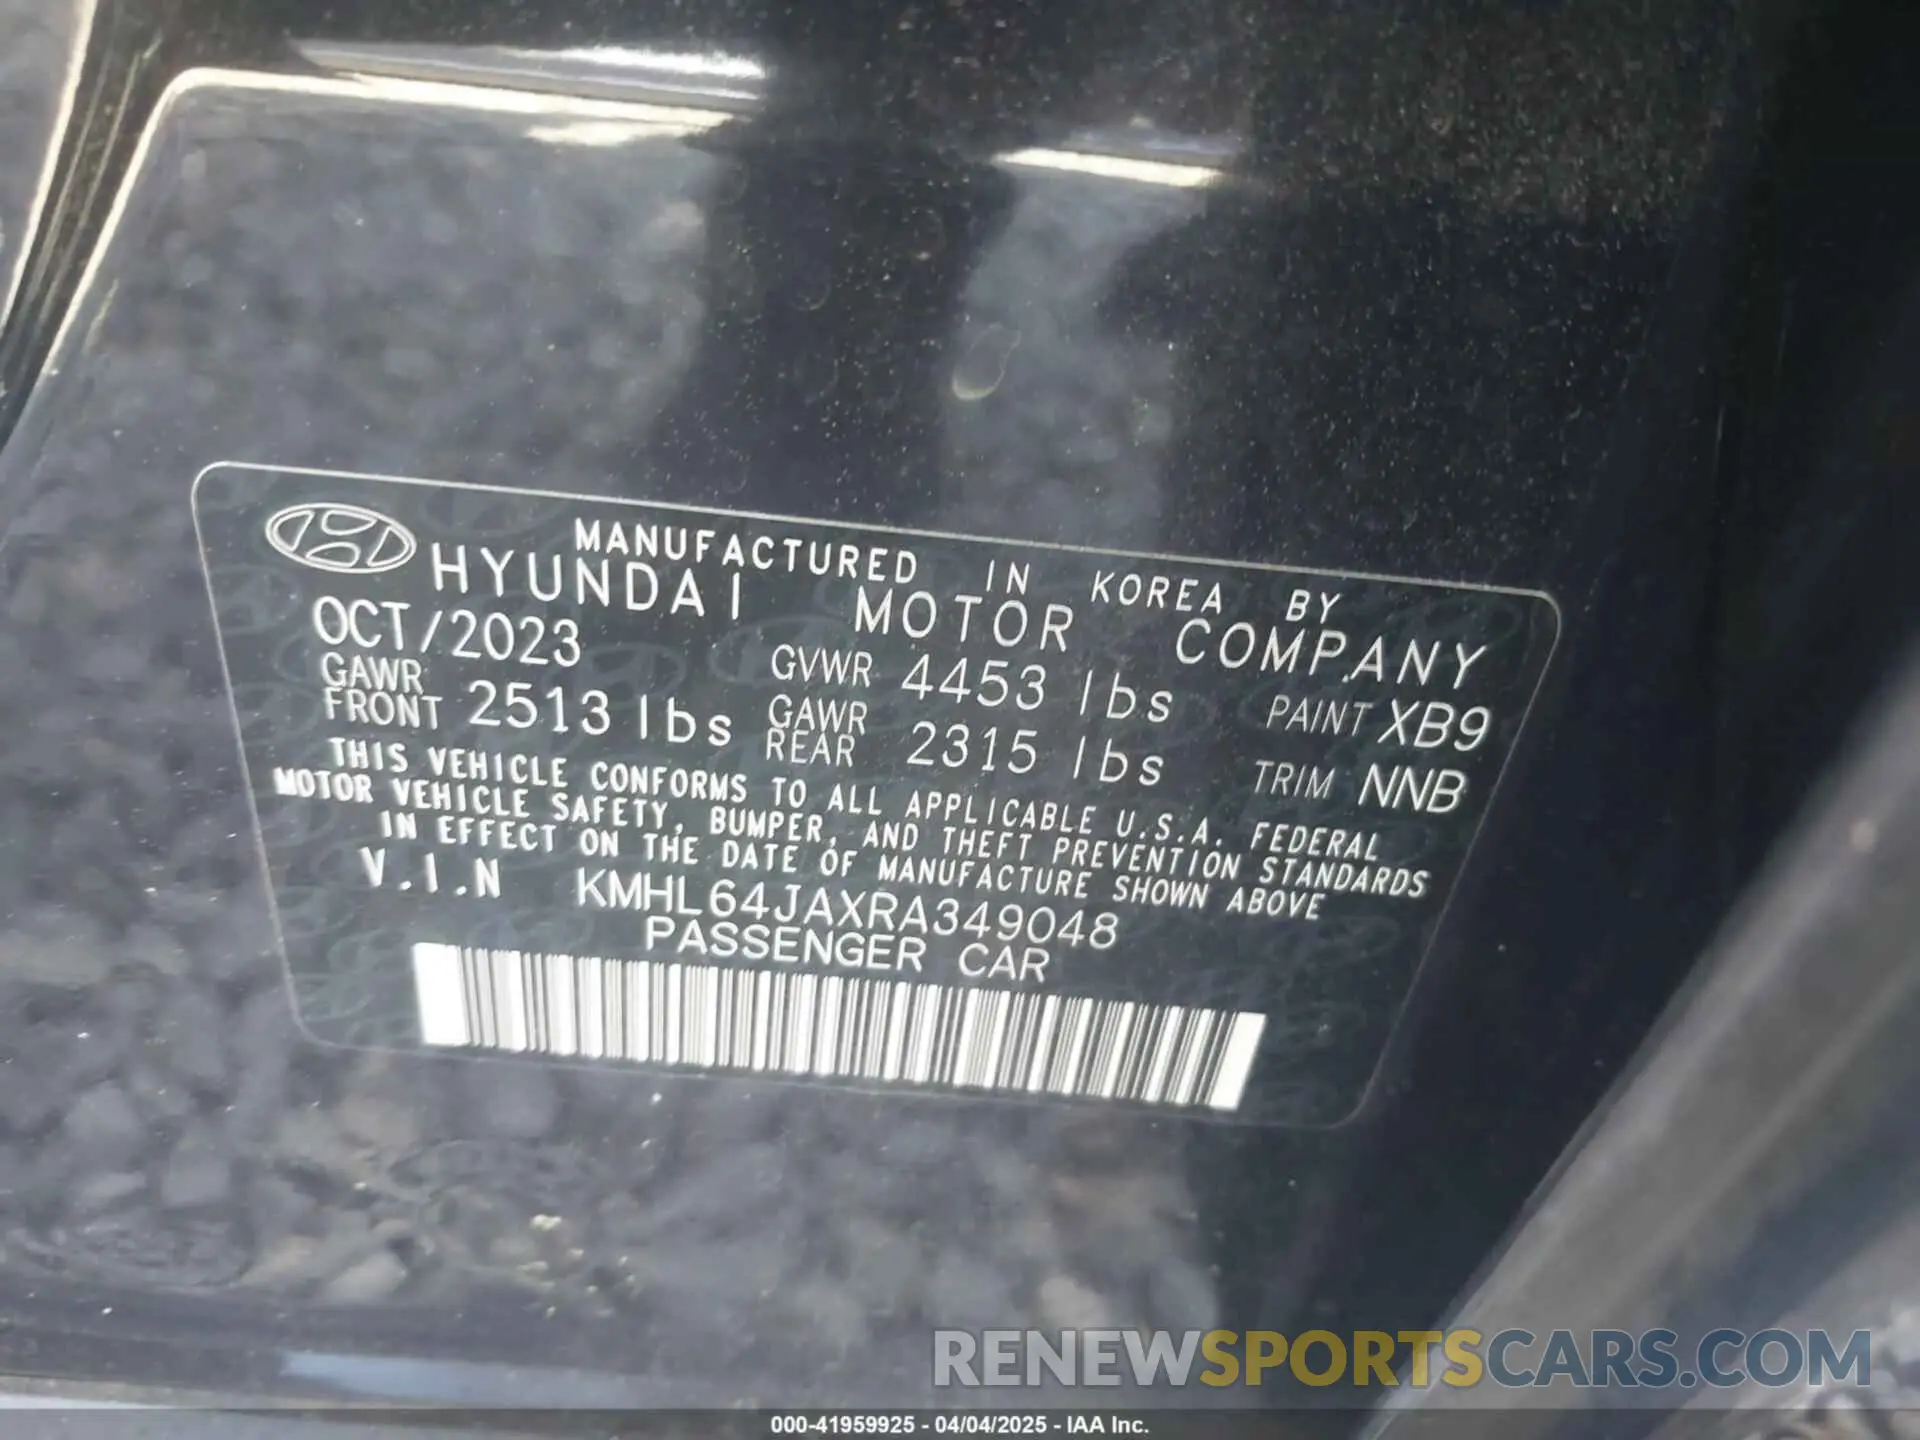 MANUFACTURED IN KOREA BY
HYUNDAI MOTOR COMPANY
OCT/2023 GVWR 4453 lbs PAINT XB9
GAWR FRONT 2513 lbs GAWR REAR 2315 lbs TRIM NNB
THIS VEHICLE CONFORMS TO ALL APPLICABLE U.S.A. FEDERAL
MOTOR VEHICLE SAFETY, BUMPER, AND THEFT PREVENTION STANDARDS
IN EFFECT ON THE DATE OF MANUFACTURE SHOWN ABOVE
V.I.N KMHL64JAXRA349048
PASSENGER CAR
RENEWSPORTSCARS.COM
000-41959925 - 04/04/2025 - IAA Inc.